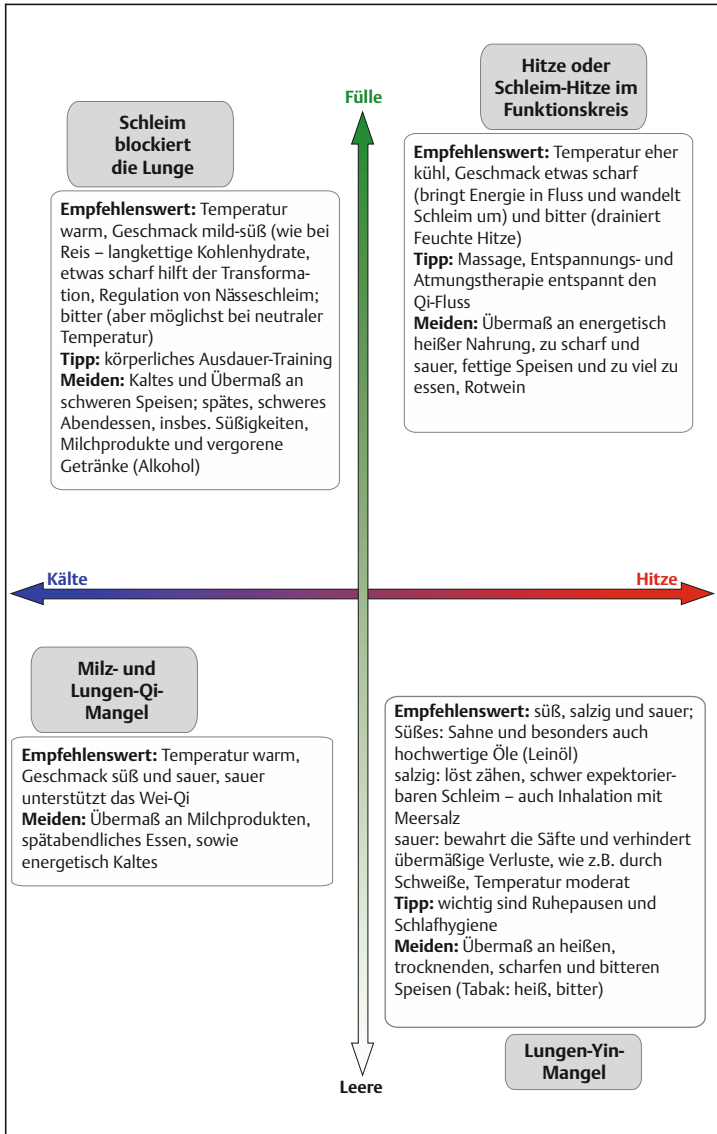 Fülle
Schleim
blockiert
die Lunge
Empfehlenswert: Temperatur
warm, Geschmack mild-süß (wie bei
Reis – langkettige Kohlenhydrate,
etwas scharf hilft der Transforma-
tion, Regulation von Nässeschleim;
bitter (aber möglichst bei neutraler
Temperatur)
Tipp: körperliches Ausdauer-Training
Meiden: Kaltes und Übermaß an
schweren Speisen; spätes, schweres
Abendessen, insbes. Süßigkeiten,
Milchprodukte und vergorene
Getränke (Alkohol)
Hitze oder
Schleim-Hitze im
Funktionskreis
Empfehlenswert: Temperatur eher
kühl, Geschmack etwas scharf
(bringt Energie in Fluss und wandelt
Schleim um) und bitter (drainiert
Feuchte Hitze)
Tipp: Massage, Entspannungs- und
Atmungstherapie entspannt den
Qi-Fluss
Meiden: Übermaß an energetisch
heißer Nahrung, zu scharf und
sauer, fettige Speisen und zu viel zu
essen, Rotwein
Kälte
Hitze
Milz- und
Lungen-Qi-
Mangel
Empfehlenswert: Temperatur warm,
Geschmack süß und sauer, sauer
unterstützt das Wei-Qi
Meiden: Übermaß an Milchprodukten,
spätabendliches Essen, sowie
energetisch Kaltes
Empfehlenswert: süß, salzig und sauer;
Süßes: Sahne und besonders auch
hochwertige Öle (Leinöl)
salzig: löst zähen, schwer expektorier-
baren Schleim – auch Inhalation mit
Meersalz
sauer: bewahrt die Säfte und verhindert
übermäßige Verluste, wie z.B. durch
Schweiße, Temperatur moderat
Tipp: wichtig sind Ruhepausen und
Schlafhygiene
Meiden: Übermaß an heißen,
trocknenden, scharfen und bitteren
Speisen (Tabak: heiß, bitter)
Lungen-Yin-
Mangel
Leere